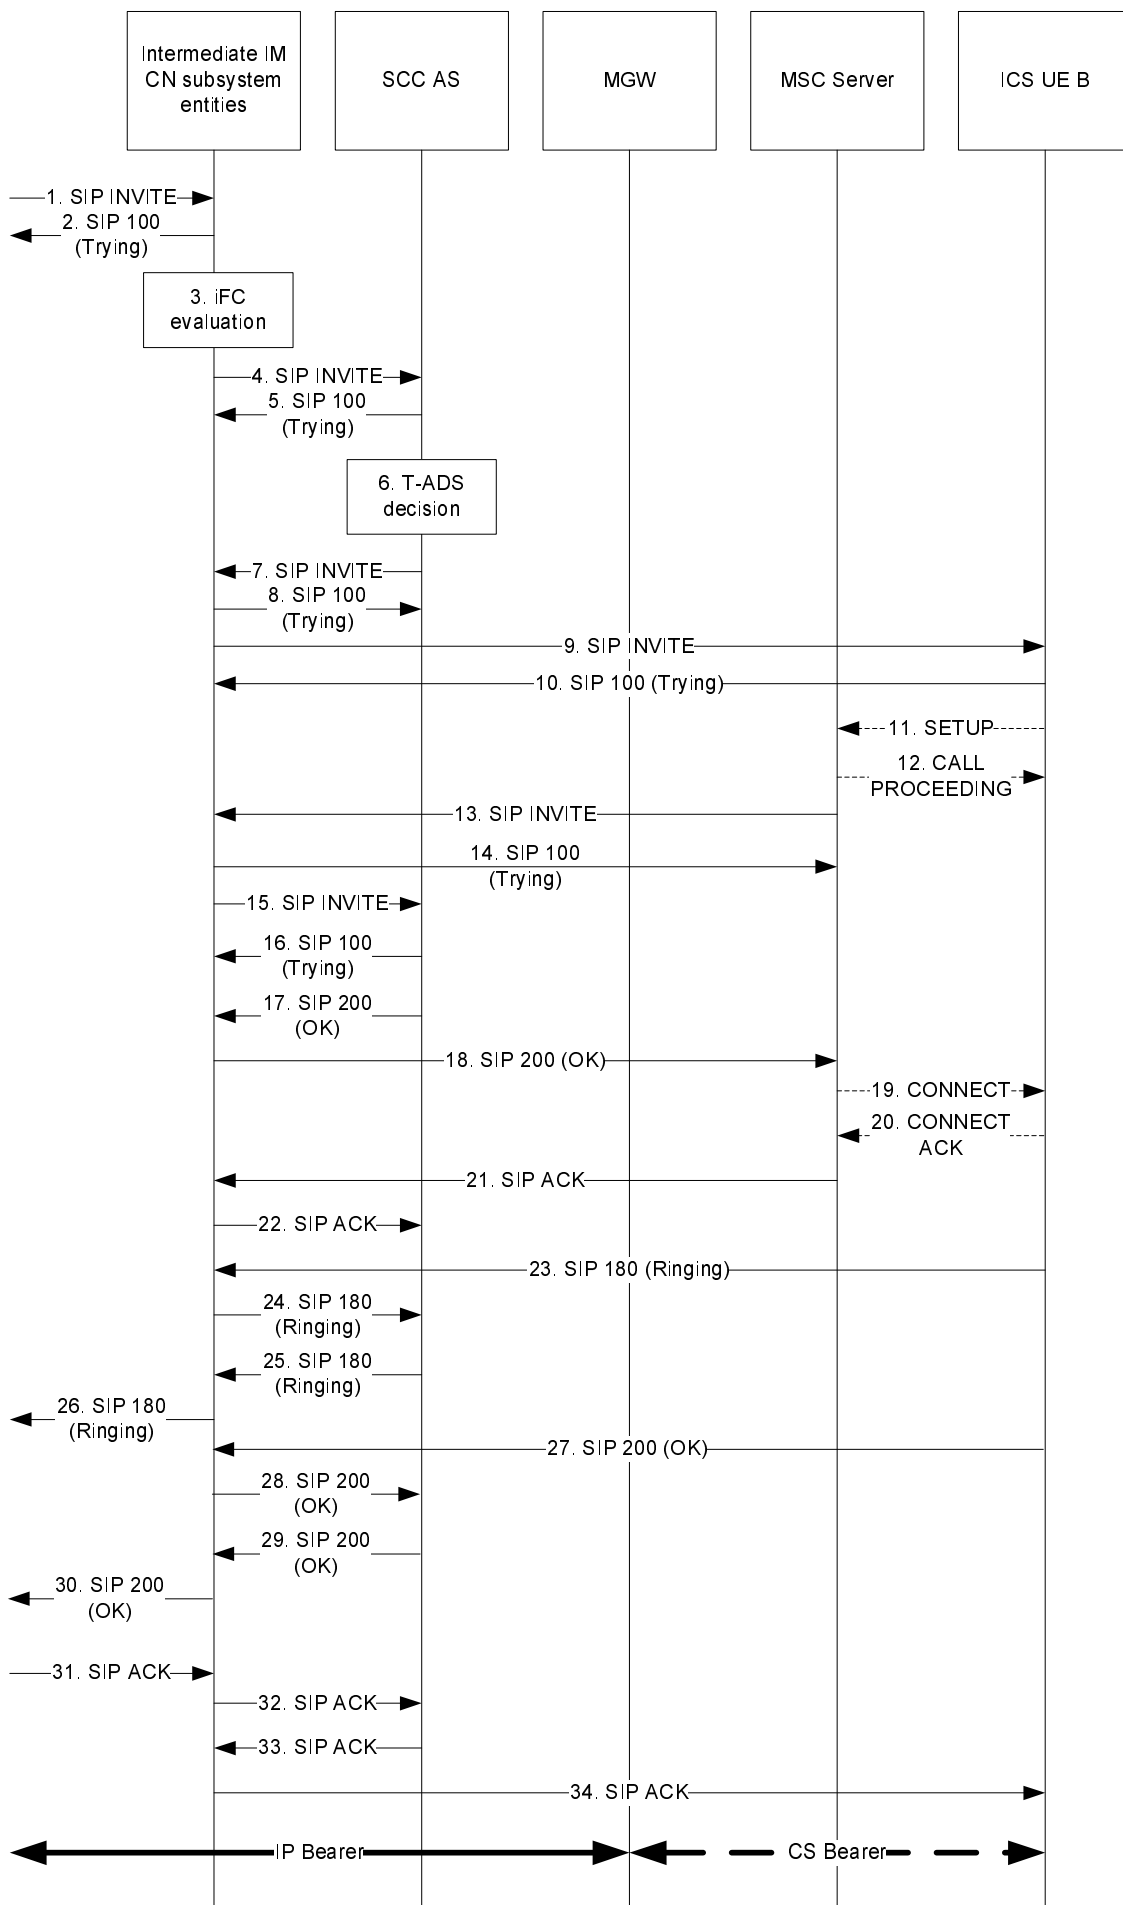 Intermediate IM
CN subsystem
entities
SCC AS
MGW
MSC Server
ICS UE B
1. SIP INVITE
2. SIP 100
(Trying)
3. iFC
evaluation
4. SIP INVITE
5. SIP 100
(Trying)
6. T-ADS
decision
7. SIP INVITE
8. SIP 100
(Trying)
9. SIP INVITE
10. SIP 100 (Trying)
11. SETUP
12. CALL
PROCEEDING
13. SIP INVITE
14. SIP 100
(Trying)
15. SIP INVITE
16. SIP 100
(Trying)
17. SIP 200
(OK)
18. SIP 200 (OK)
19. CONNECT
20. CONNECT
ACK
21. SIP ACK
22. SIP ACK
23. SIP 180 (Ringing)
24. SIP 180
(Ringing)
25. SIP 180
(Ringing)
26. SIP 180
(Ringing)
27. SIP 200 (OK)
28. SIP 200
(OK)
29. SIP 200
(OK)
30. SIP 200
(OK)
31. SIP ACK
32. SIP ACK
33. SIP ACK
34. SIP ACK
IP Bearer
CS Bearer